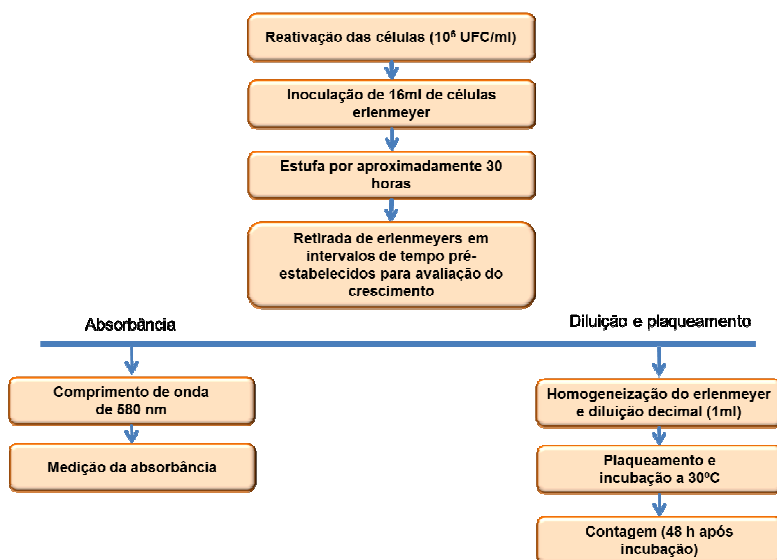 Reativação das células (10⁶ UFC/ml)
Inoculação de 16ml de células
erlenmeyer
Estufa por aproximadamente 30
horas
Retirada de erlenmeyers em
intervalos de tempo pré-
estabelecidos para avaliação do
crescimento
Absorbância
Diluição e plaqueamento
Comprimento de onda
de 580 nm
Medição da absorbância
Homogeneização do erlenmeyer
e diluição decimal (1ml)
Plaqueamento e
incubação a 30ºC
Contagem (48 h após
incubação)